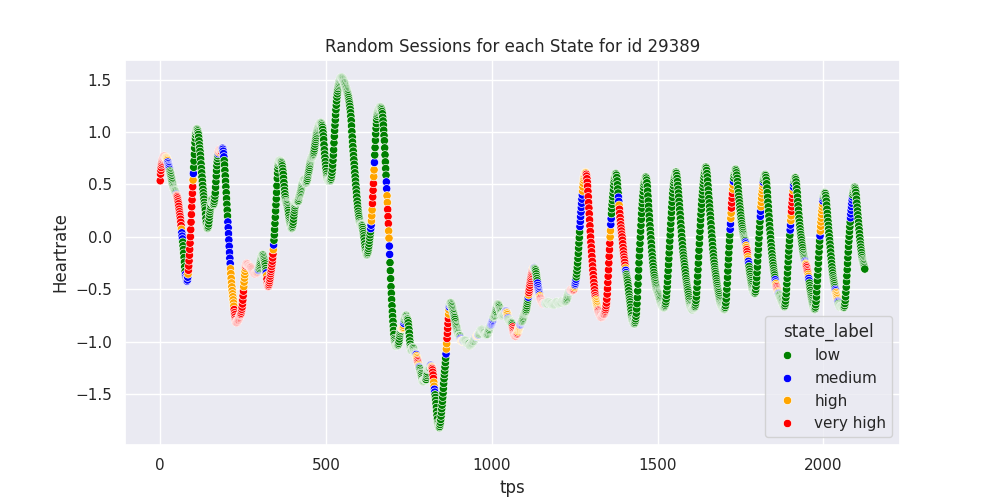 Random Sessions for each State for id 29389
Heartrate
1.5
1.0
0.5
0.0
−0.5
−1.0
−1.5
0
500
1000
1500
2000
tps
state_label
low
medium
high
very high